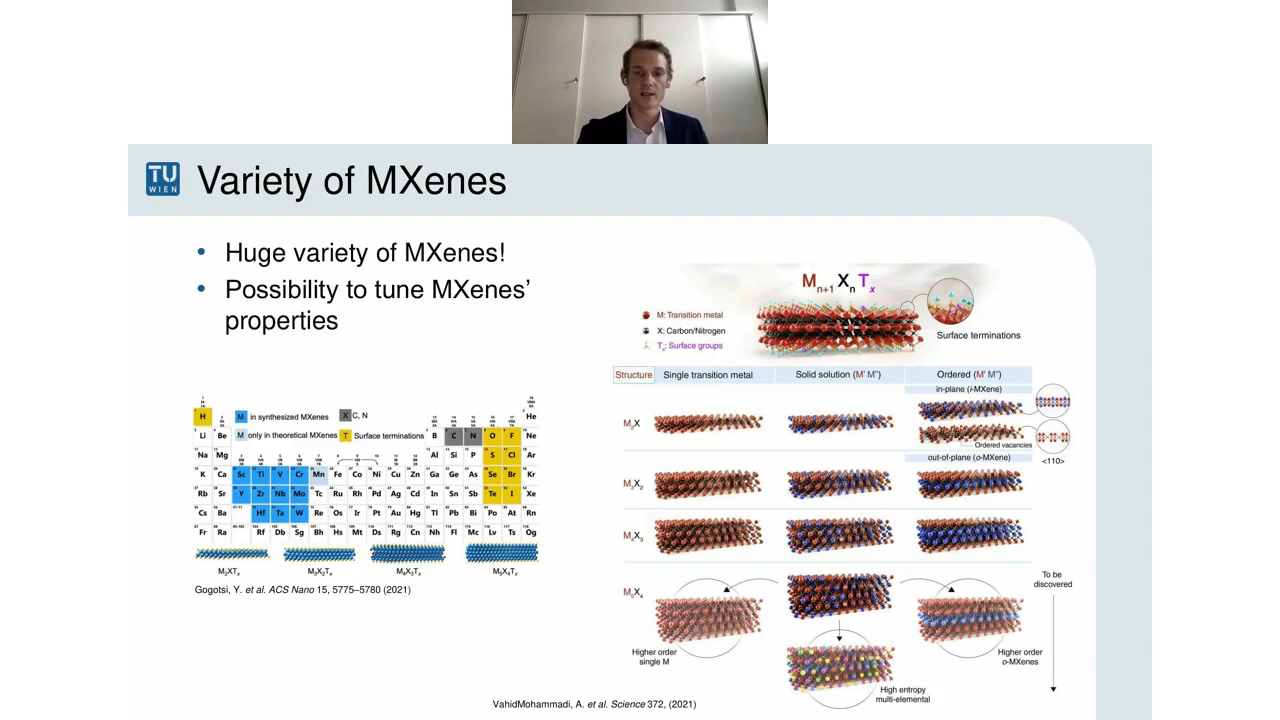 TU
WIEN
Variety of MXenes
• Huge variety of MXenes!
• Possibility to tune MXenes’
properties
Mn+1 Xn Tx
M: Transition metal
X: Carbon/Nitrogen
Tx: Surface groups
Surface terminations
Structure Single transition metal Solid solution (M' M") Ordered (M' M")
in-plane (i-MXene)
M2X
Ordered vacancies
out-of-plane (o-MXene) <110>
M3X2
M4X3
M5X4
To be
discovered
Higher order
single M
Higher order
o-MXenes
High entropy
multi-elemental
H M in synthesized MXenes X C, N He
Li Be M only in theoretical MXenes T Surface terminations B C N O F Ne
Na Mg Al Si P S Cl Ar
K Ca Sc Ti V Cr Mn Fe Co Ni Cu Zn Ga Ge As Se Br Kr
Rb Sr Y Zr Nb Mo Tc Ru Rh Pd Ag Cd In Sn Sb Te I Xe
Cs Ba Hf Ta W Re Os Ir Pt Au Hg Tl Pb Bi Po At Rn
Fr Ra Rf Db Sg Bh Hs Mt Ds Rg Cn Nh Fl Mc Lv Ts Og
M2XTx M3X2Tx M4X3Tx M5X4Tx
Gogotsi, Y. et al. ACS Nano 15, 5775–5780 (2021)
VahidMohammadi, A. et al. Science 372, (2021)